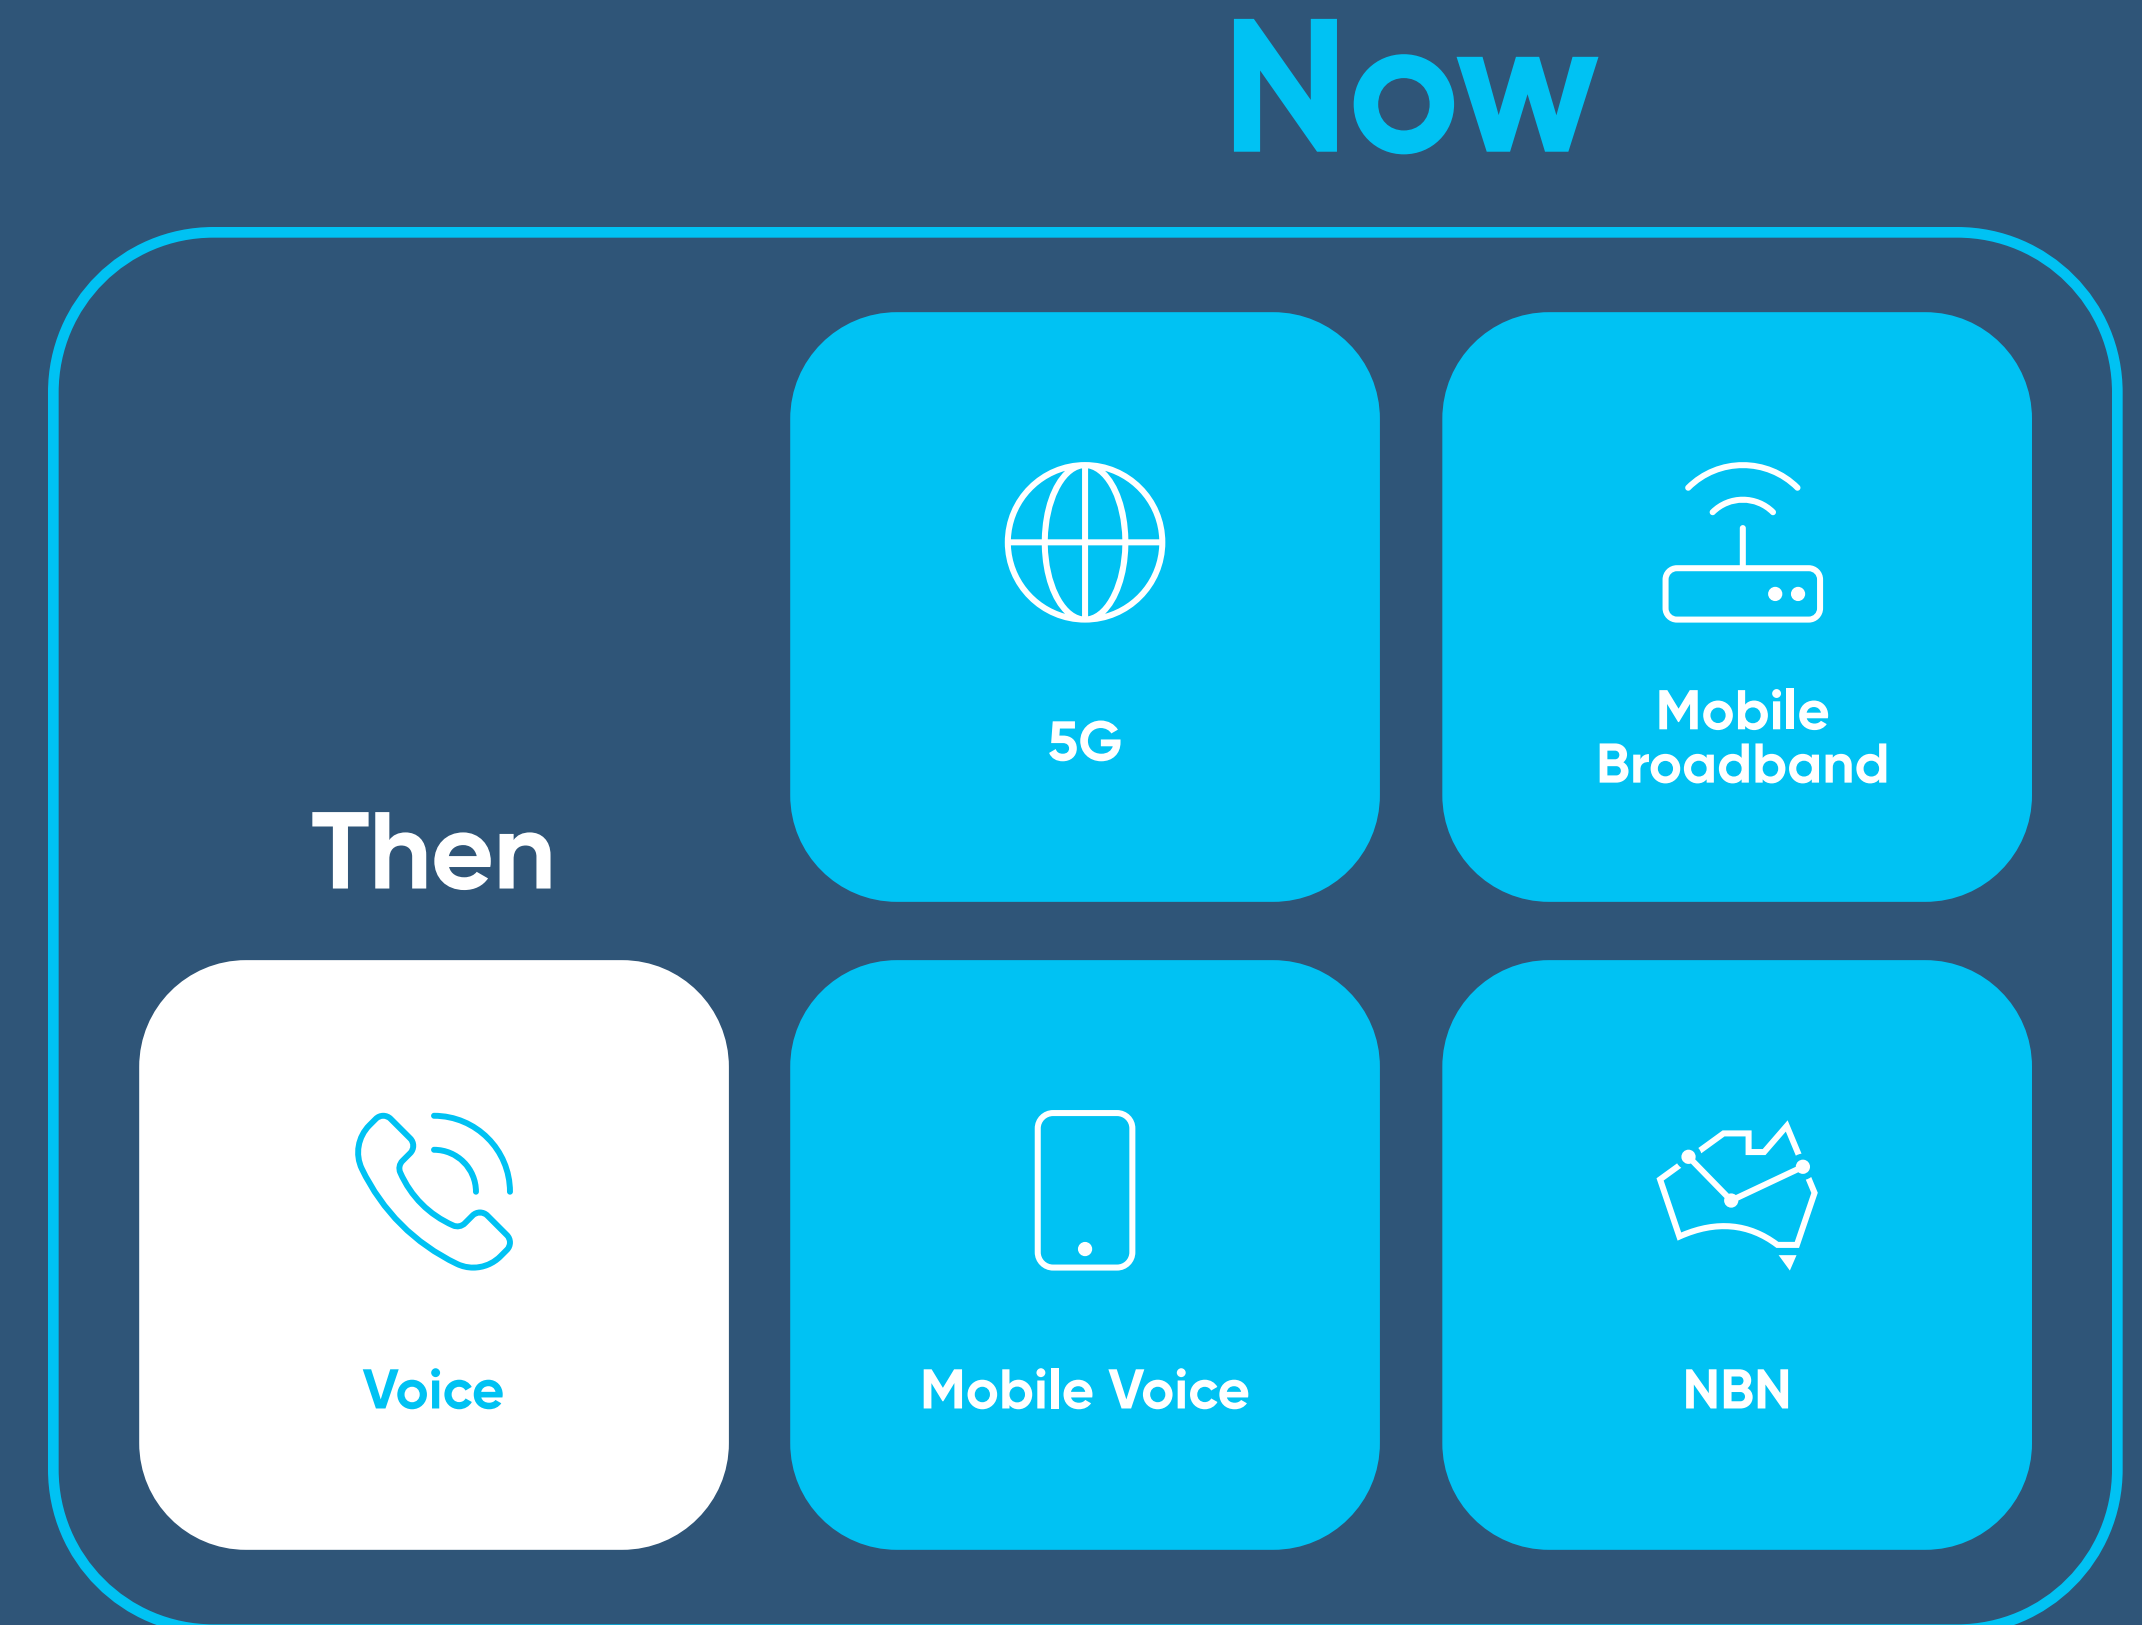 Now
5G
Mobile
Broadband
Then
Voice
Mobile Voice
NBN